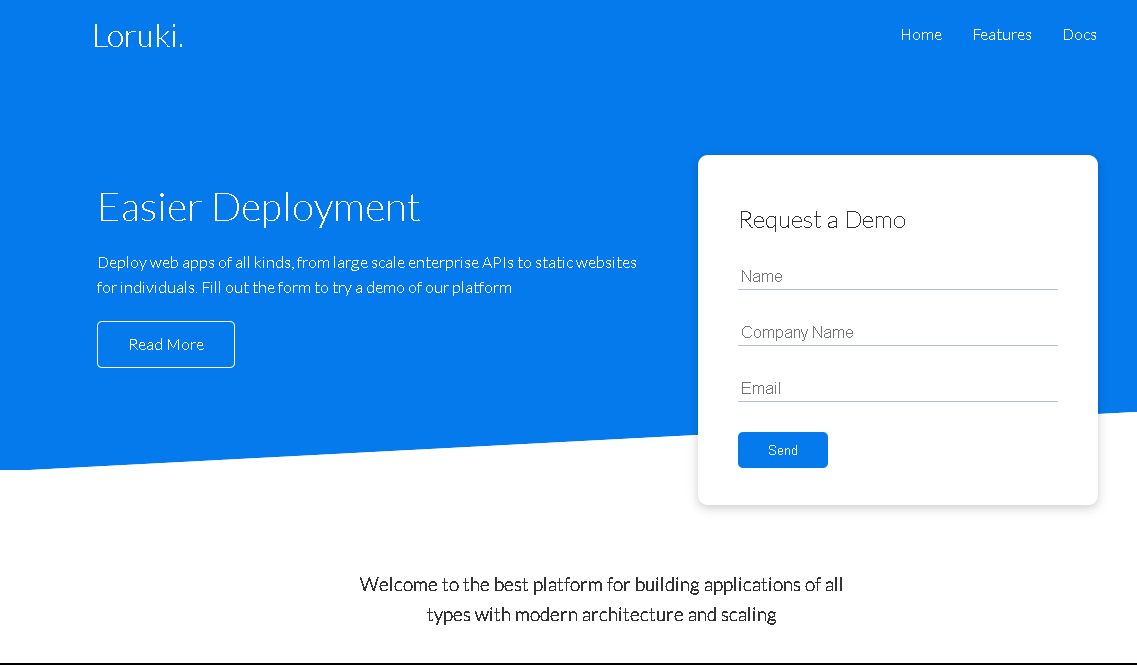 Loruki.
Home
Features
Docs
Easier Deployment
Deploy web apps of all kinds, from large scale enterprise APIs to static websites
for individuals. Fill out the form to try a demo of our platform
Read More
Request a Demo
Name
Company Name
Email
Send
Welcome to the best platform for building applications of all
types with modern architecture and scaling